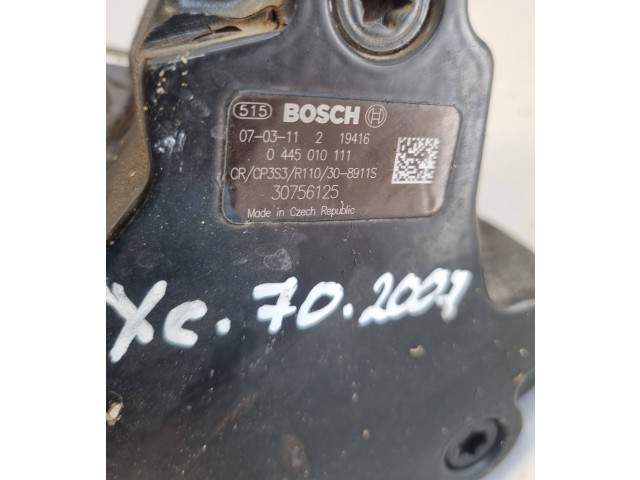 515 BOSCH
07-03-11 2 19416
0 445 010 111
CR/CP3S3/R110/30-8911S
30756125
Made in Czech Republic
Xc. 70. 2007